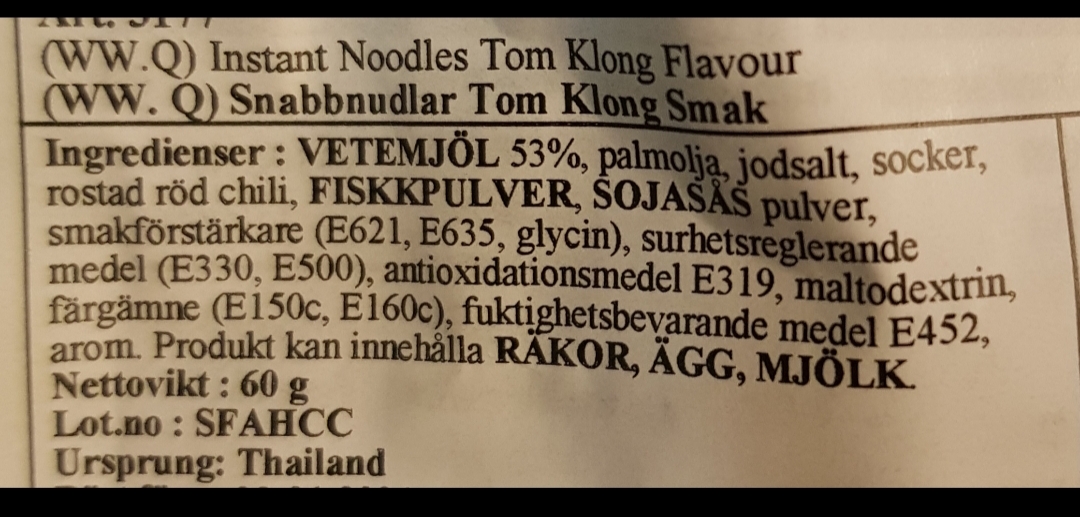 Art. 5177
(WW.Q) Instant Noodles Tom Klong Flavour
(WW. Q) Snabbnudlar Tom Klong Smak
Ingredienser : VETEMJÖL 53%, palmolja, jodsalt, socker,
rostad röd chili, FISKKPULVER, SOJASÅS pulver,
smakförstärkare (E621, E635, glycin), surhetsreglerande
medel (E330, E500), antioxidationsmedel E319, maltodextrin,
färgämne (E150c, E160c), fuktighetsbevarande medel E452,
arom. Produkt kan innehålla RÄKOR, ÄGG, MJÖLK.
Nettovikt : 60 g
Lot.no : SFAHCC
Ursprung: Thailand